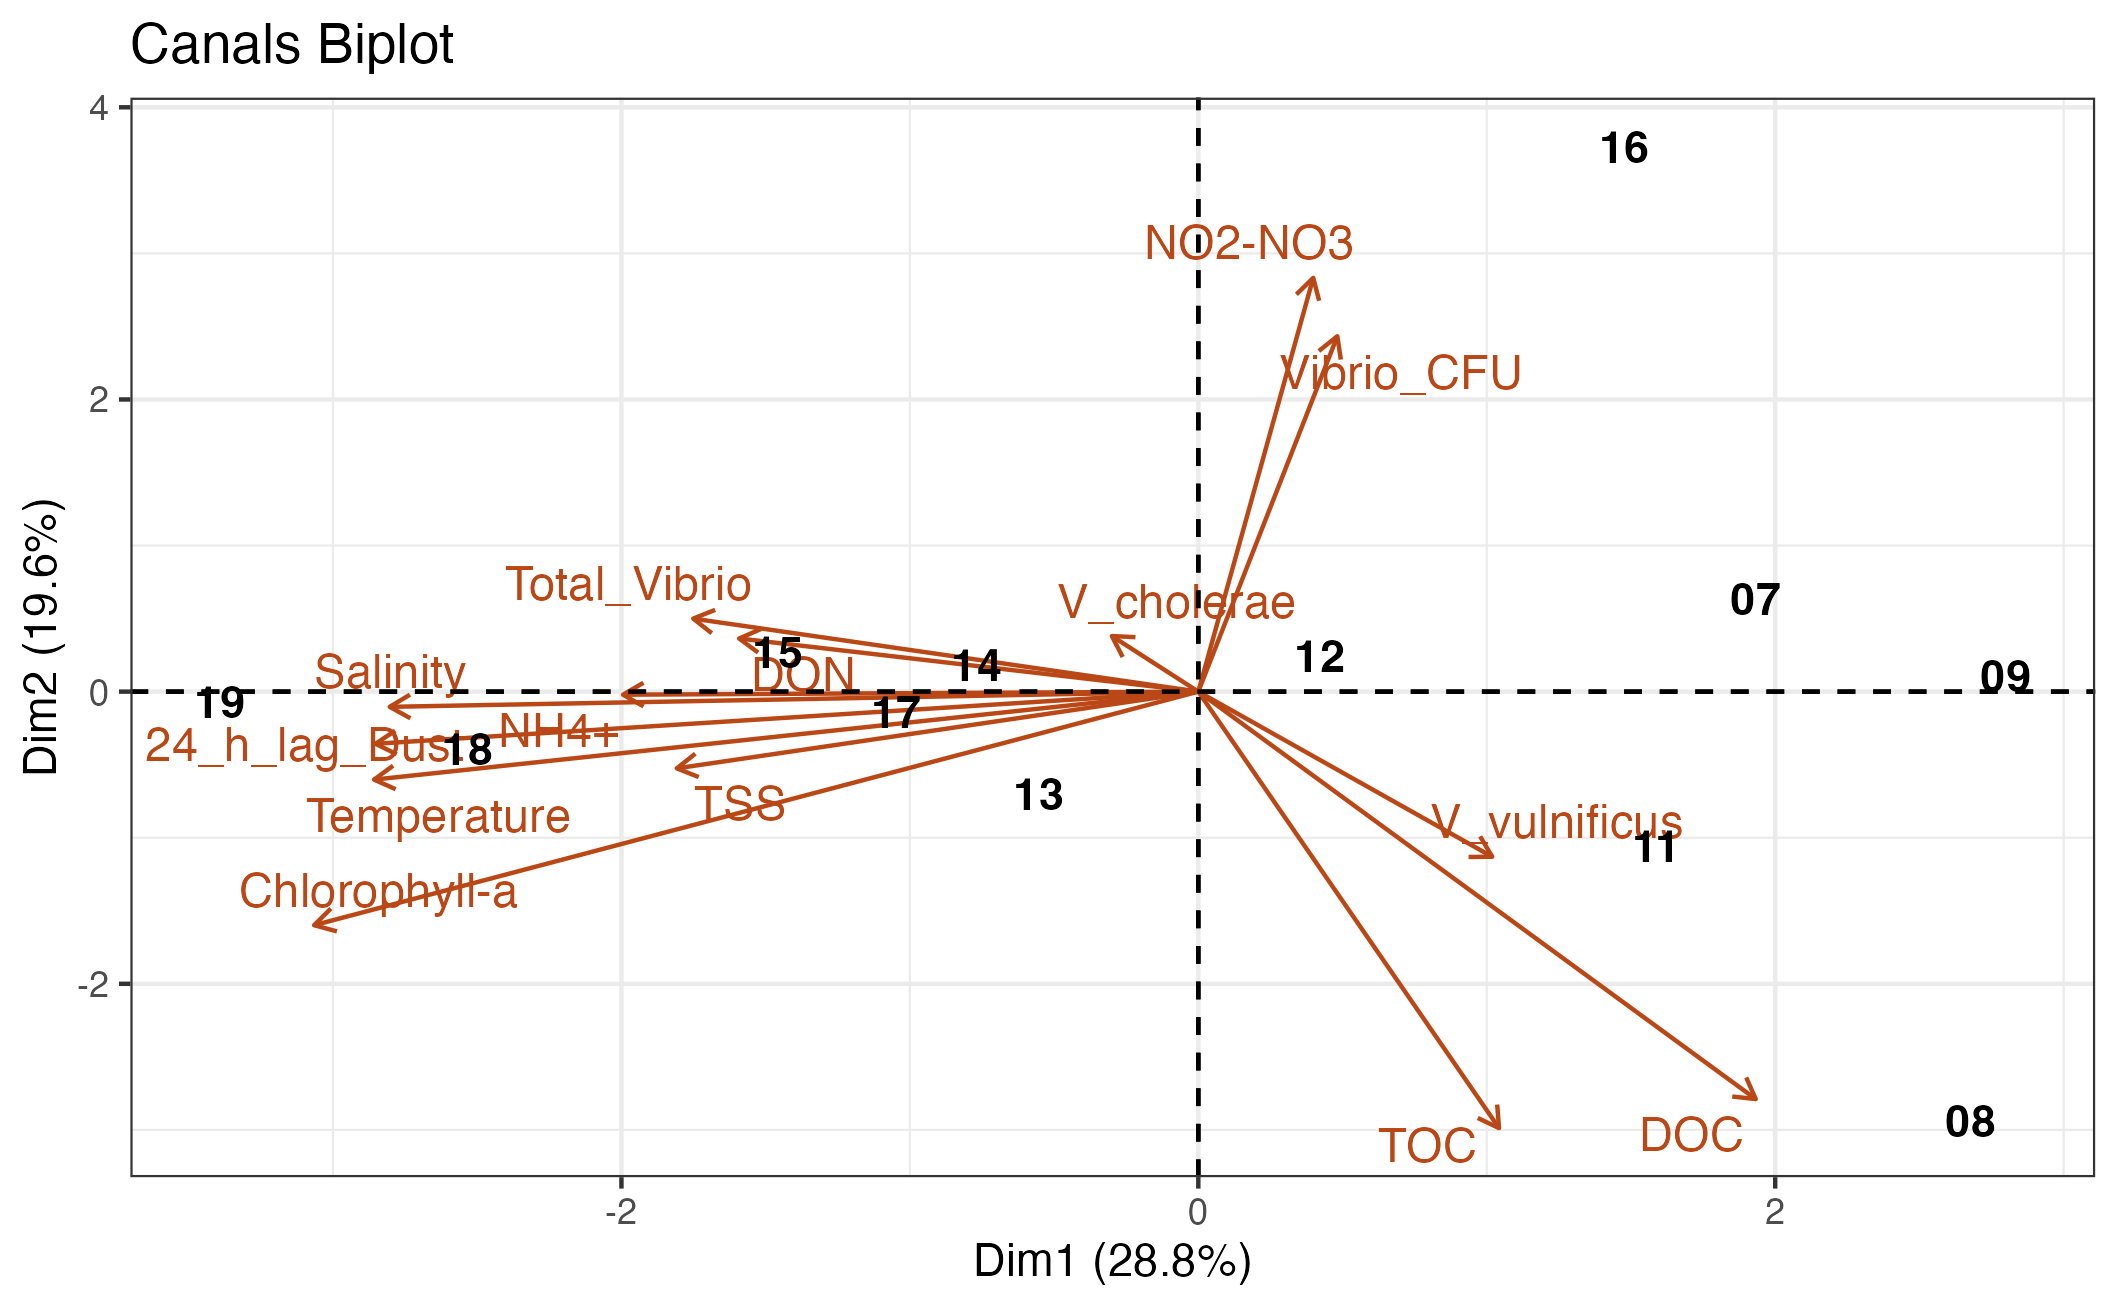 Canals Biplot
4
16
NO2-NO3
Vibrio_CFU
2
Total_Vibrio
V_cholerae
07
15
14
12
DON
Salinity
09
0
19
17
NH4+
24_h_lag_Dust
18
Temperature
TSS
13
V_vulnificus
11
Chlorophyll-a
-2
TOC
DOC
08
-2
0
2
Dim1 (28.8%)
Dim2 (19.6%)